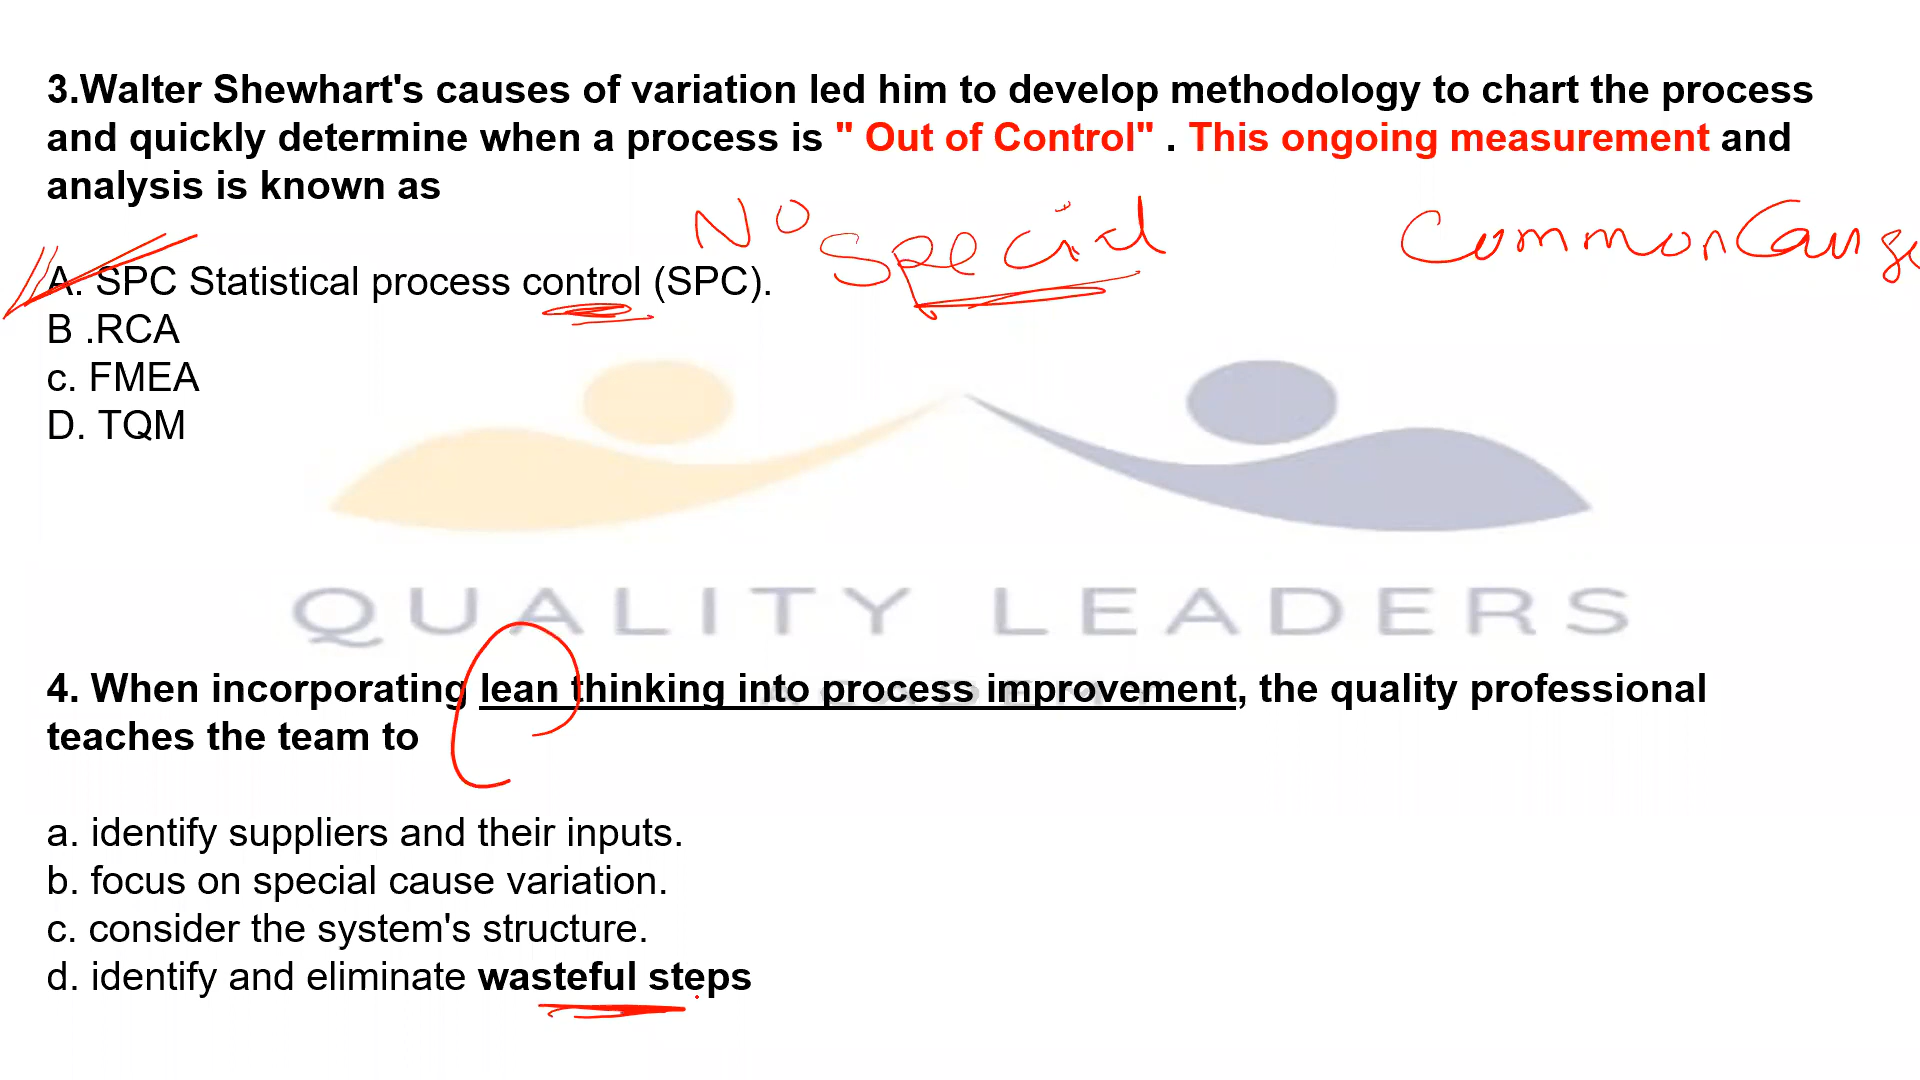 3.Walter Shewhart's causes of variation led him to develop methodology to chart the process
and quickly determine when a process is " Out of Control" . This ongoing measurement and
analysis is known as
No Special Common Cause
A. SPC Statistical process control (SPC).
B .RCA
c. FMEA
D. TQM
QUALITY LEADERS
4. When incorporating lean thinking into process improvement, the quality professional
ACADEMY
teaches the team to
a. identify suppliers and their inputs.
b. focus on special cause variation.
c. consider the system's structure.
d. identify and eliminate wasteful steps